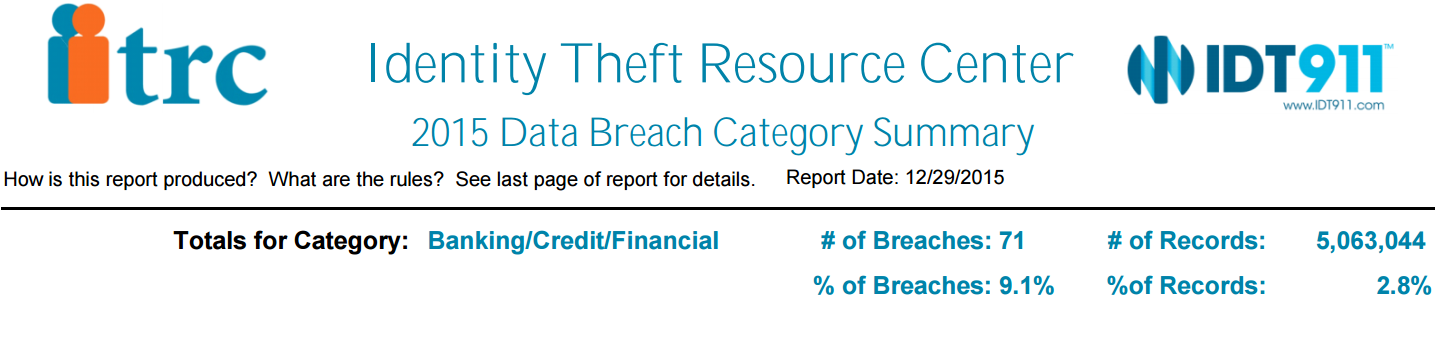 itrc
Identity Theft Resource Center
IDT911™
www.IDT911.com
2015 Data Breach Category Summary
How is this report produced?  What are the rules?  See last page of report for details.
Report Date: 12/29/2015
Totals for Category: Banking/Credit/Financial # of Breaches: 71 # of Records: 5,063,044
% of Breaches: 9.1% %of Records: 2.8%